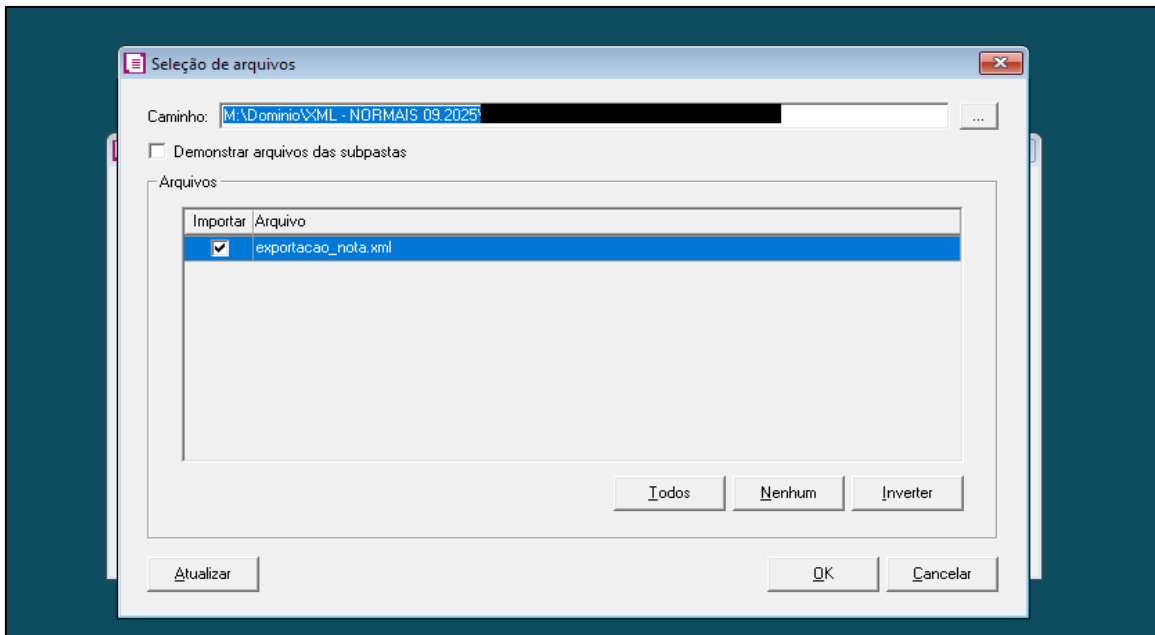 Seleção de arquivos
Caminho: M:\Dominio\XML - NORMAIS 09.2025\ ...
Demonstrar arquivos das subpastas
Arquivos
Importar Arquivo
exportacao_nota.xml
Todos Nenhum Inverter
Atualizar OK Cancelar